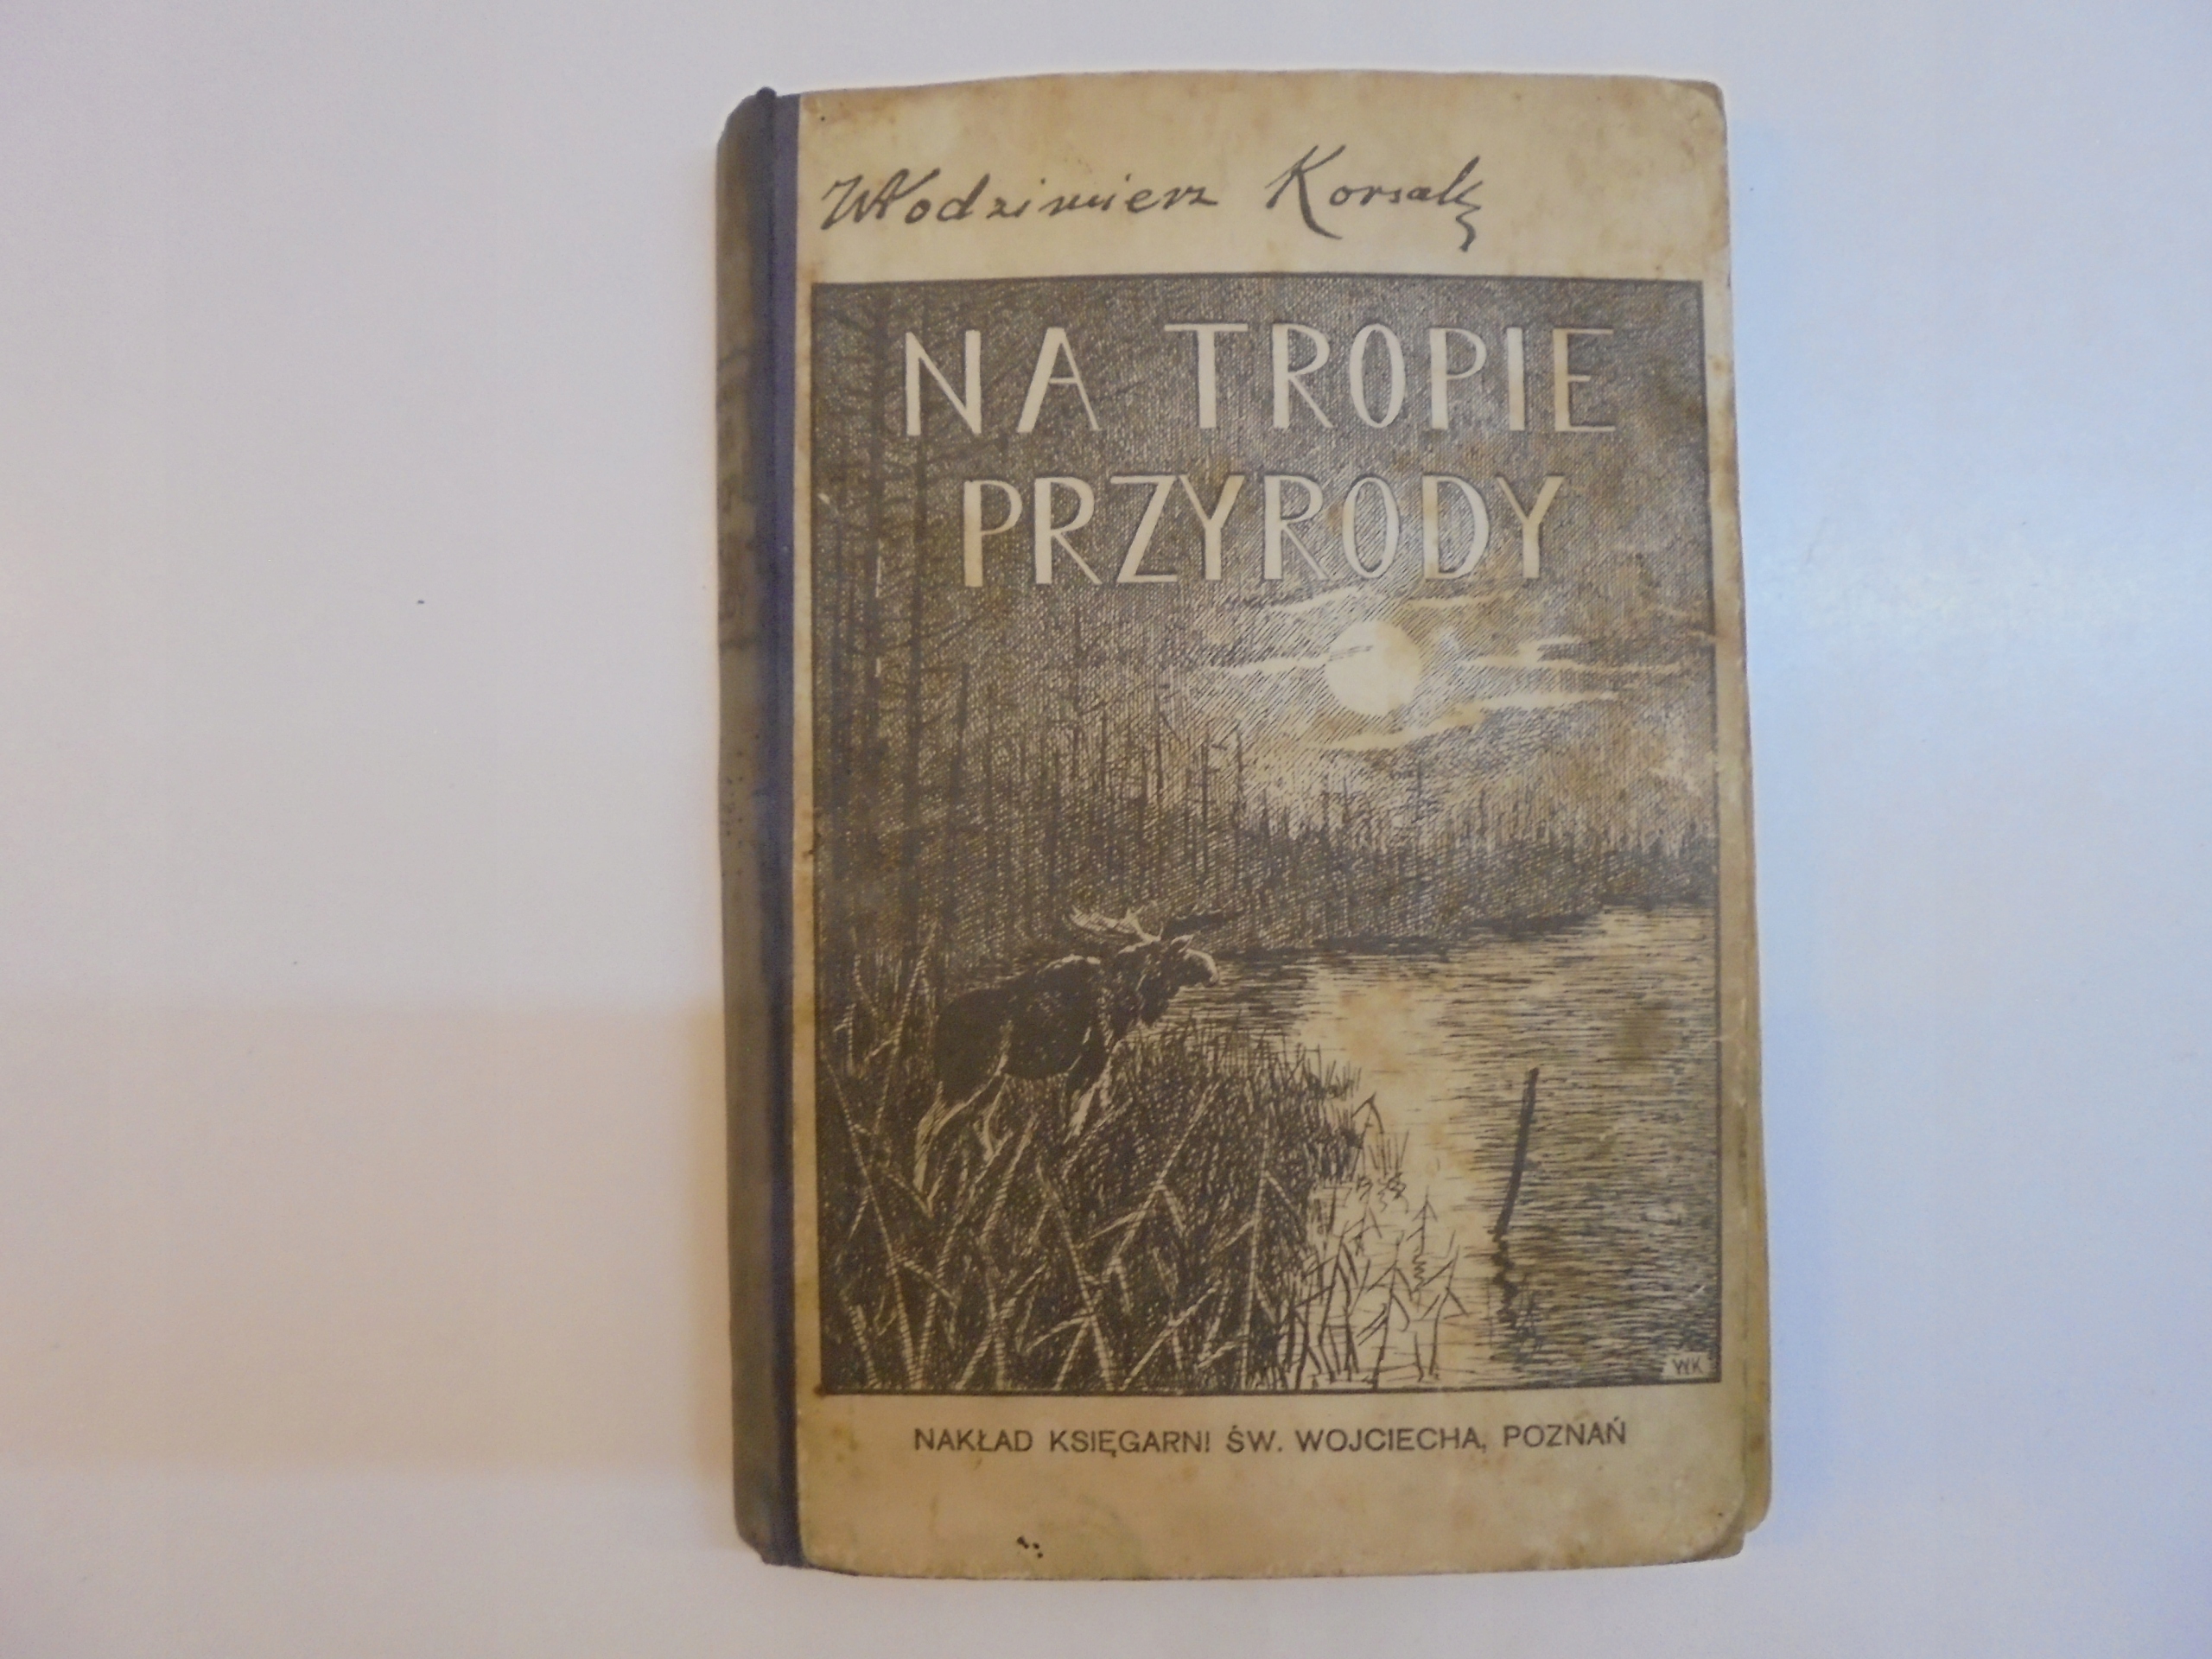 Włodzimierz Korsak
NA TROPIE
PRZYRODY
WK
NAKŁAD KSIĘGARNI ŚW. WOJCIECHA, POZNAŃ